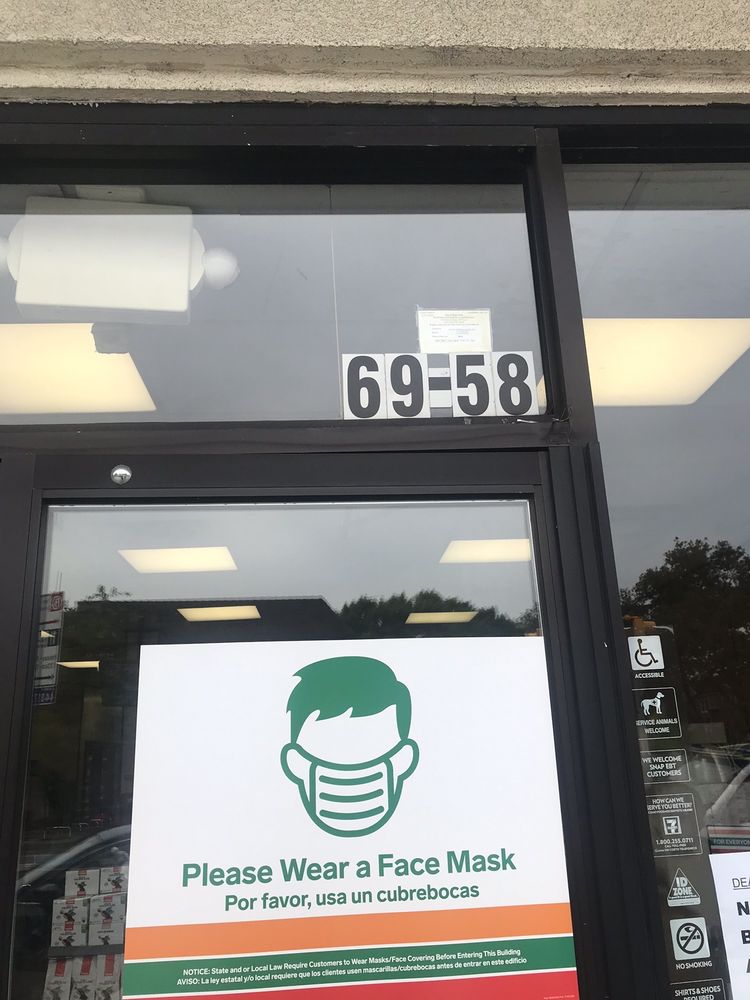 69-58
Please Wear a Face Mask
Por favor, usa un cubrebocas
NOTICE: State and or Local Law Require Customers to Wear Masks/Face Covering Before Entering This Building
AVISO: La ley estatal y/o local requiere que los clientes usen mascarillas/cubrebocas antes de entrar en este edificio
ACCESSIBLE
SERVICE ANIMALS
WELCOME
WE WELCOME
SNAP EBT
CUSTOMERS
HOW CAN WE
SERVE YOU BETTER?
1.800.255.0711
ID
ZONE
NO SMOKING
SHIRTS & SHOES
REQUIRED
FOR EVERYON
DEA
N
B